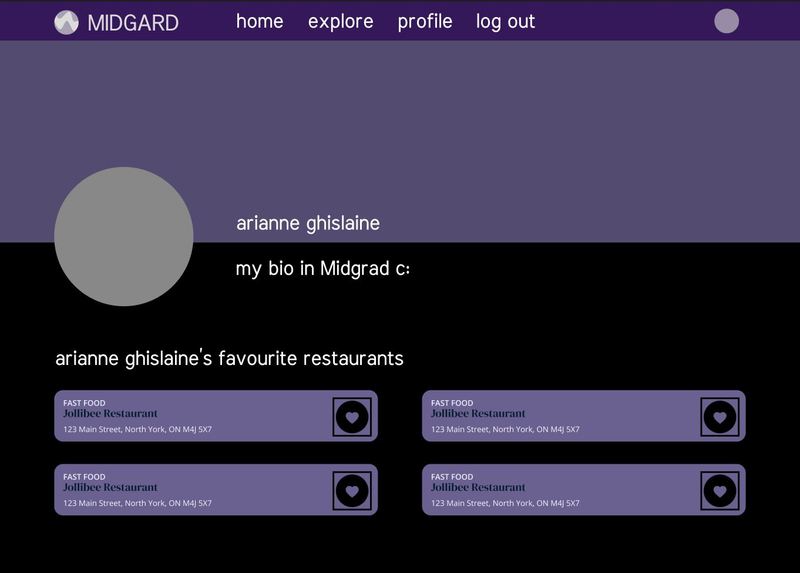 MIDGARD home explore profile log out
arianne ghislaine
my bio in Midgrad c:
arianne ghislaine's favourite restaurants
FAST FOOD
Jollibee Restaurant
123 Main Street, North York, ON M4J 5X7
FAST FOOD
Jollibee Restaurant
123 Main Street, North York, ON M4J 5X7
FAST FOOD
Jollibee Restaurant
123 Main Street, North York, ON M4J 5X7
FAST FOOD
Jollibee Restaurant
123 Main Street, North York, ON M4J 5X7